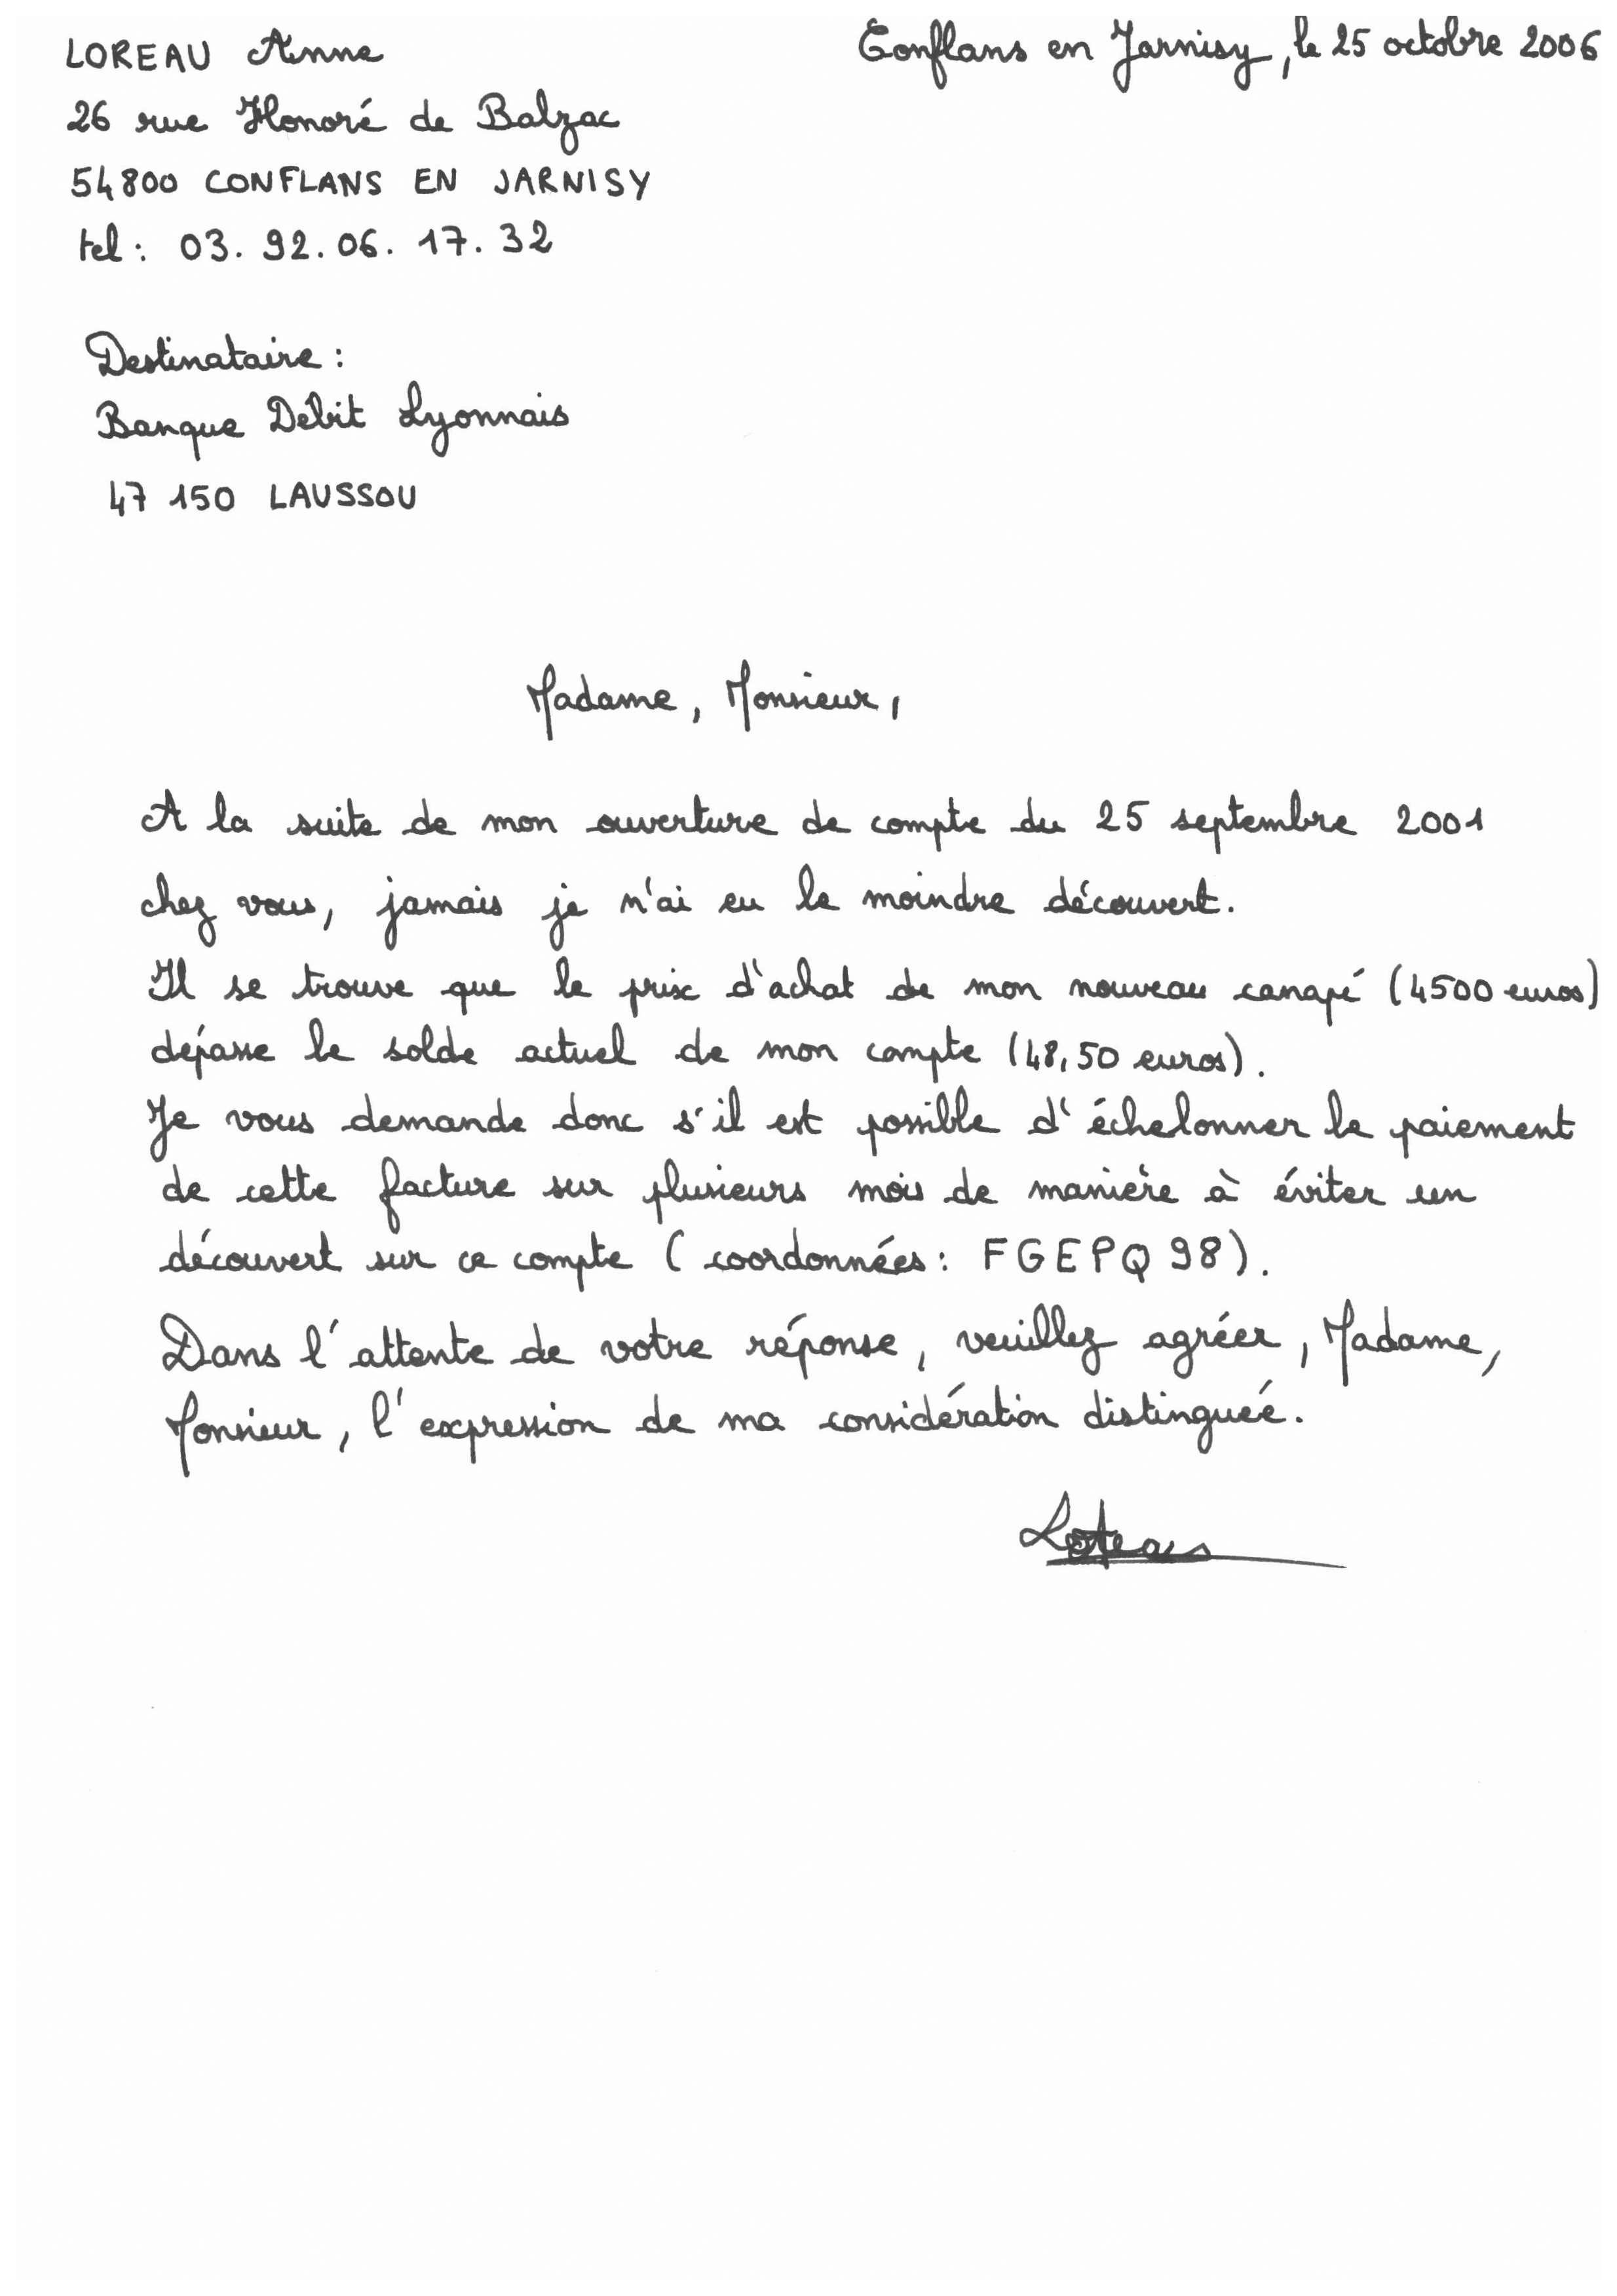 LOREAU Anne
Conflans en Jarnisy, le 25 octobre 2006
26 rue Honoré de Balzac
54800 CONFLANS EN JARNISY
tel : 03. 92. 06. 17. 32
Destinataire :
Banque Débit Lyonnais
47 150 LAUSSOU
Madame, Monsieur,
A la suite de mon ouverture de compte du 25 septembre 2001
chez vous, jamais je n'ai eu le moindre découvert.
Il se trouve que le prix d'achat de mon nouveau canapé (4500 euros)
dépasse le solde actuel de mon compte (48,50 euros).
Je vous demande donc s'il est possible d'échelonner le paiement
de cette facture sur plusieurs mois de manière à éviter un
découvert sur ce compte ( coordonnées : FGEPQ98).
Dans l'attente de votre réponse, veuillez agréer, Madame,
Monsieur, l'expression de ma considération distinguée.
Loreau